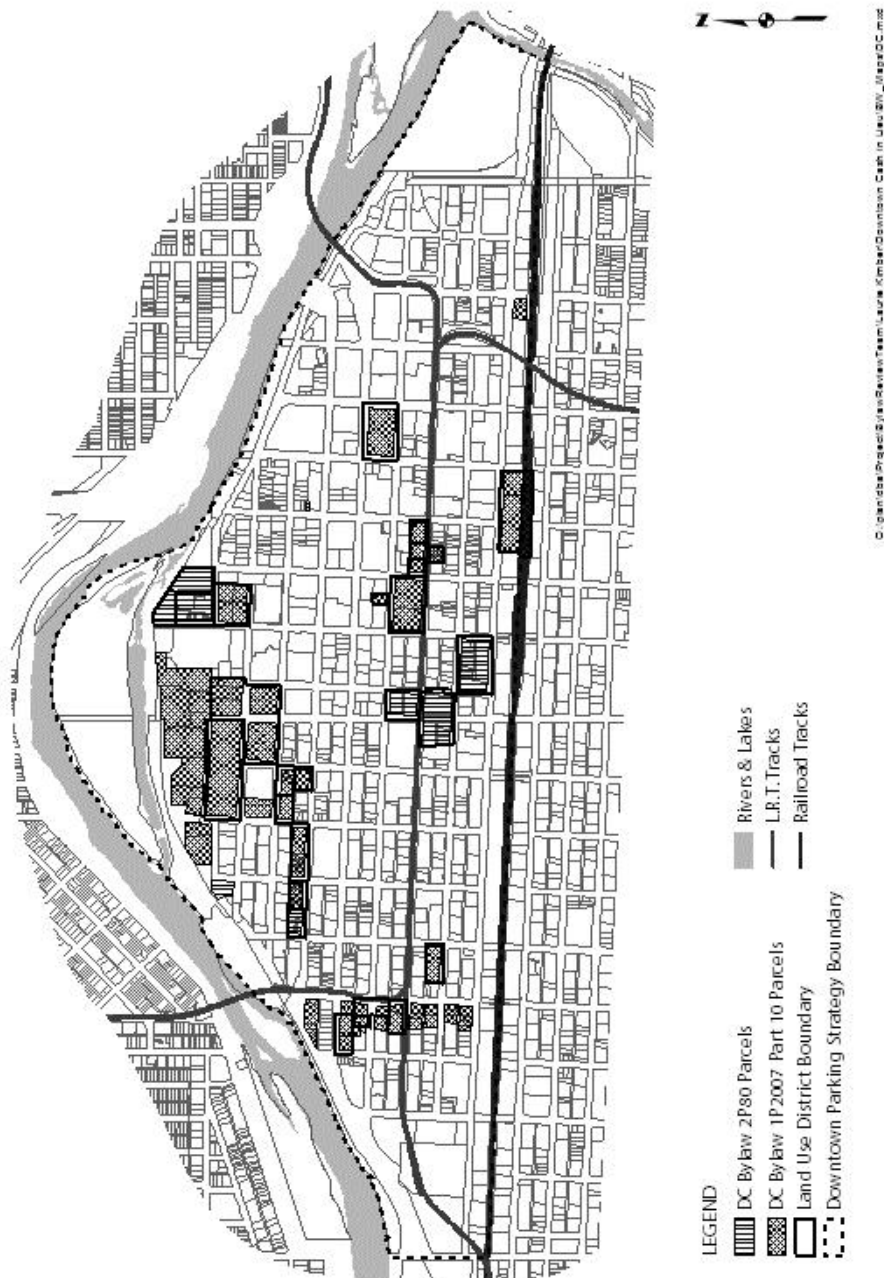 LEGEND
DC Bylaw 2P80 Parcels
DC Bylaw 1P2007 Part 10 Parcels
Land Use District Boundary
Downtown Parking Strategy Boundary
Rivers & Lakes
L.R.T. Tracks
Railroad Tracks
Z